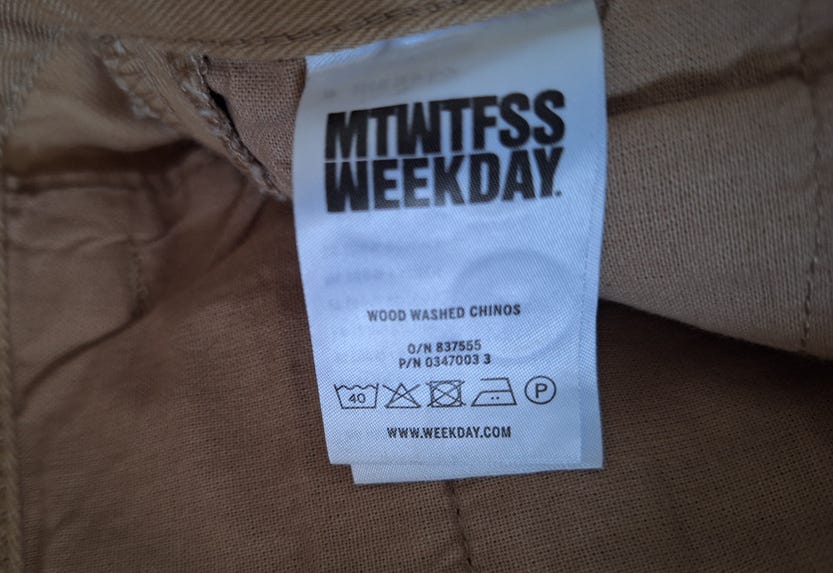 MTWTFSS
WEEKDAY.
WOOD WASHED CHINOS
O/N 837555
P/N 0347003 3
40 P
WWW.WEEKDAY.COM